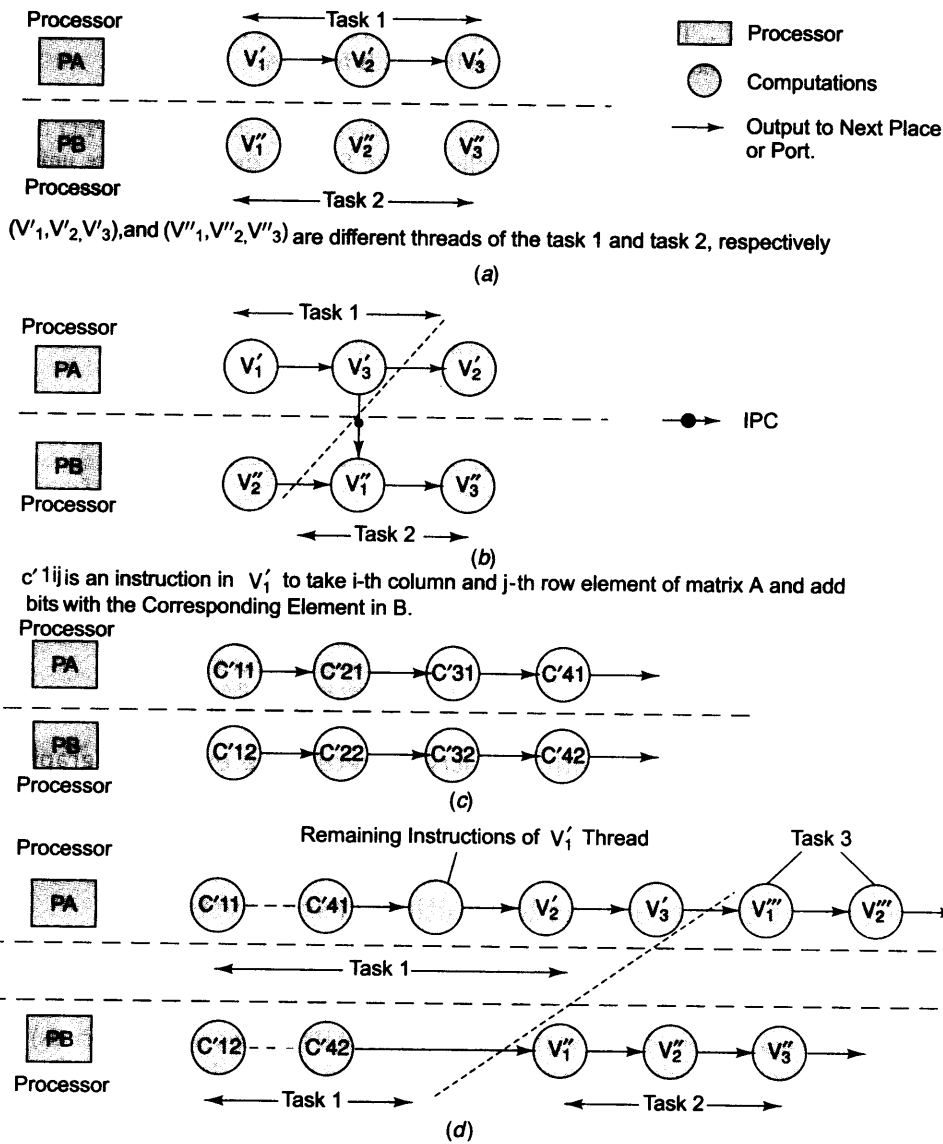 Processor
Task 1
PA
V′1
V′2
V′3
Processor
Computations
Output to Next Place
or Port.
PB
V″1
V″2
V″3
Processor
Task 2
(V′1,V′2,V′3),and (V″1,V″2,V″3) are different threads of the task 1 and task 2, respectively
(a)
Task 1
Processor
PA
V′1
V′3
V′2
IPC
PB
V″2
V″1
V″3
Processor
Task 2
(b)
c′1ij is an instruction in V′1 to take i-th column and j-th row element of matrix A and add
bits with the Corresponding Element in B.
Processor
PA
C′11
C′21
C′31
C′41
PB
C′12
C′22
C′32
C′42
Processor
(c)
Remaining Instructions of V′1 Thread
Task 3
Processor
PA
C′11
C′41
V′2
V′3
V⁗1
V⁗2
Task 1
PB
C′12
C′42
V″1
V″2
V″3
Processor
Task 1
Task 2
(d)